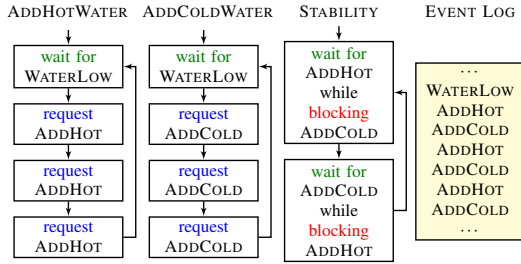 ADDHOTWATER
wait for
WATERLOW
request
ADDHOT
request
ADDHOT
request
ADDHOT
ADDCOLDWATER
wait for
WATERLOW
request
ADDCOLD
request
ADDCOLD
request
ADDCOLD
STABILITY
wait for
ADDHOT
while
blocking
ADDCOLD
wait for
ADDCOLD
while
blocking
ADDHOT
EVENT LOG
...
WATERLOW
ADDHOT
ADDCOLD
ADDHOT
ADDCOLD
ADDHOT
ADDCOLD
...